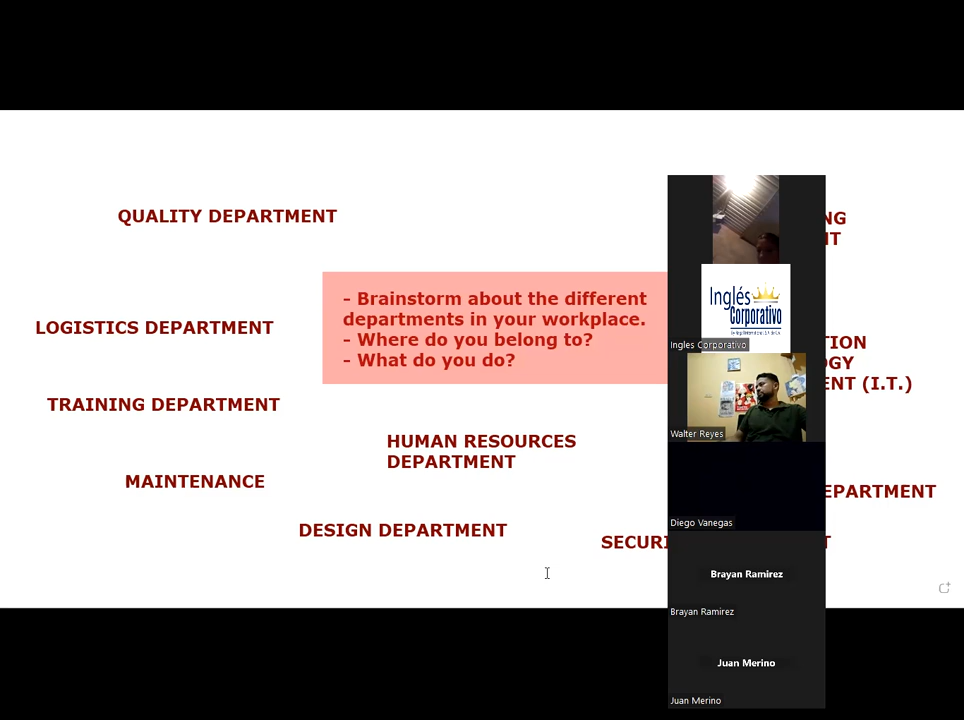 QUALITY DEPARTMENT
NG
NT
- Brainstorm about the different
departments in your workplace.
- Where do you belong to?
- What do you do?
LOGISTICS DEPARTMENT
TION
OGY
ENT (I.T.)
TRAINING DEPARTMENT
HUMAN RESOURCES
DEPARTMENT
MAINTENANCE
EPARTMENT
DESIGN DEPARTMENT
SECURI
T
Inglés
Corporativo
Ingles Corporativo
Walter Reyes
Diego Vanegas
Brayan Ramirez
Brayan Ramirez
Juan Merino
Juan Merino